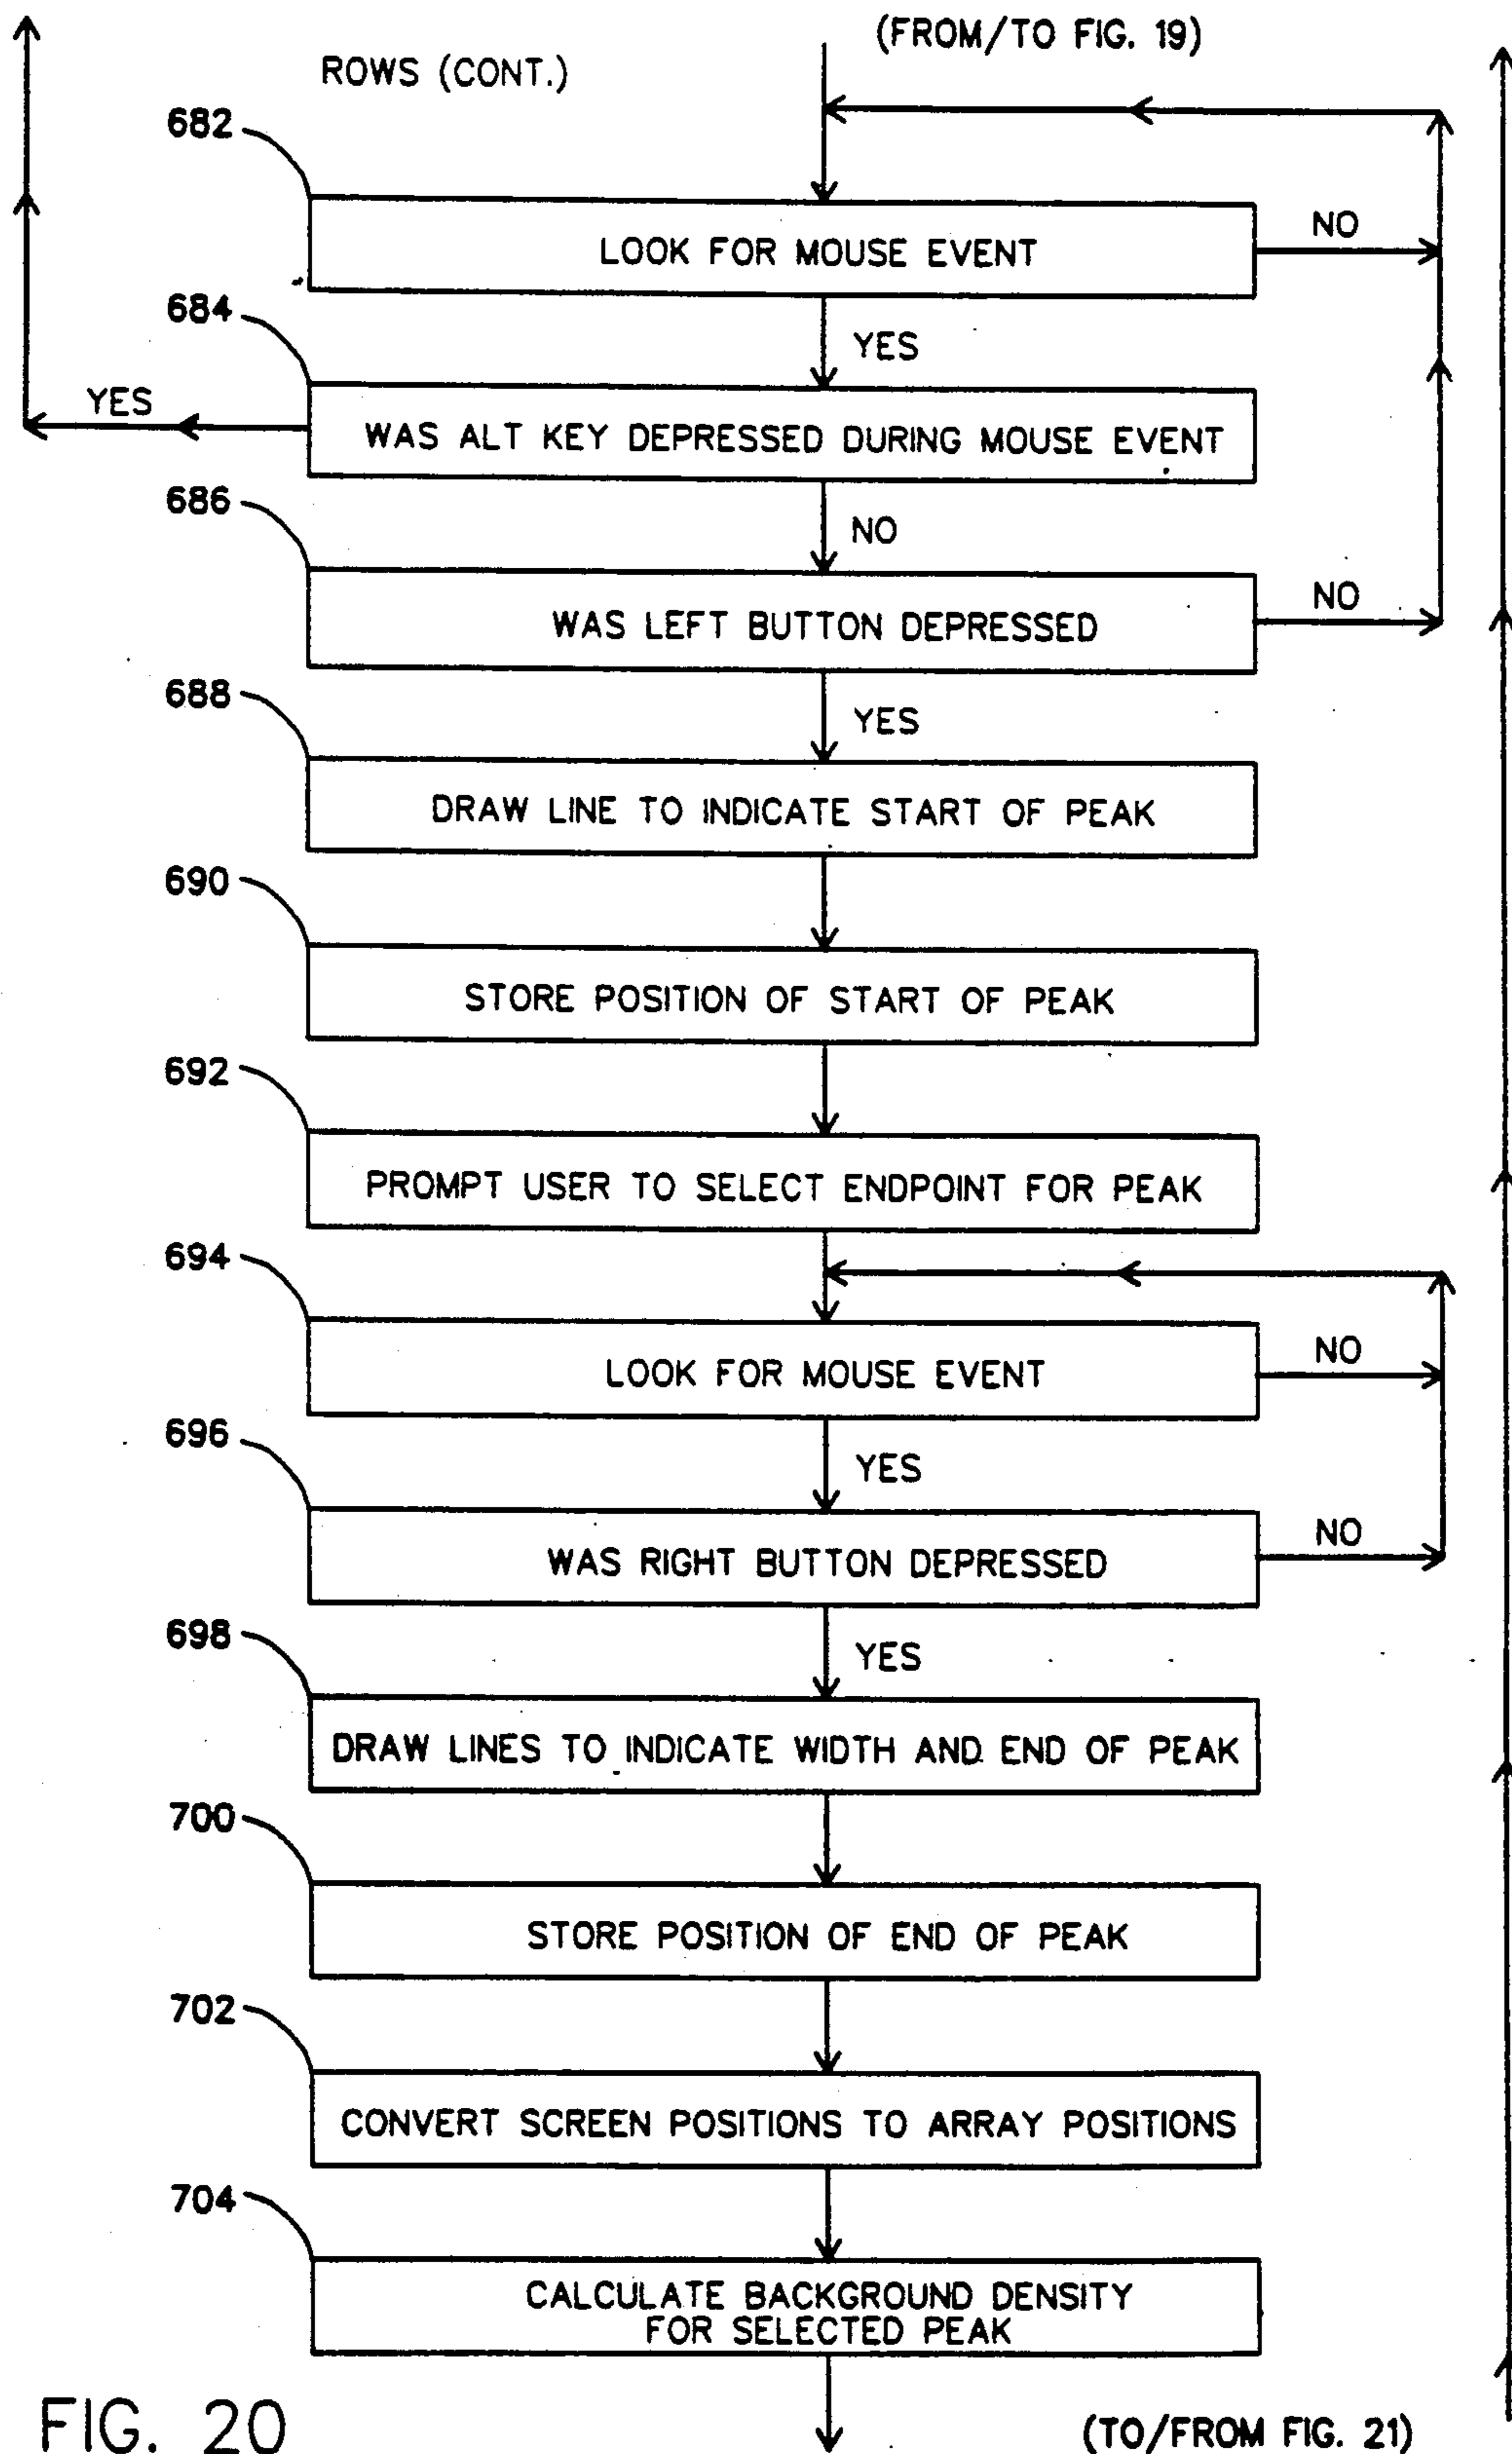 (FROM/TO FIG. 19)
ROWS (CONT.)
682
LOOK FOR MOUSE EVENT
NO
684
YES
YES
WAS ALT KEY DEPRESSED DURING MOUSE EVENT
686
NO
WAS LEFT BUTTON DEPRESSED
NO
688
YES
DRAW LINE TO INDICATE START OF PEAK
690
STORE POSITION OF START OF PEAK
692
PROMPT USER TO SELECT ENDPOINT FOR PEAK
694
LOOK FOR MOUSE EVENT
NO
696
YES
WAS RIGHT BUTTON DEPRESSED
NO
698
YES
DRAW LINES TO INDICATE WIDTH AND END OF PEAK
700
STORE POSITION OF END OF PEAK
702
CONVERT SCREEN POSITIONS TO ARRAY POSITIONS
704
CALCULATE BACKGROUND DENSITY
FOR SELECTED PEAK
FIG. 20
(TO/FROM FIG. 21)